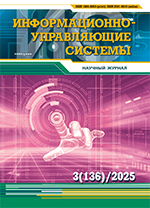 ИНФОРМАЦИОННО-
УПРАВЛЯЮЩИЕ
СИСТЕМЫ
НАУЧНЫЙ ЖУРНАЛ
3(136)/2025